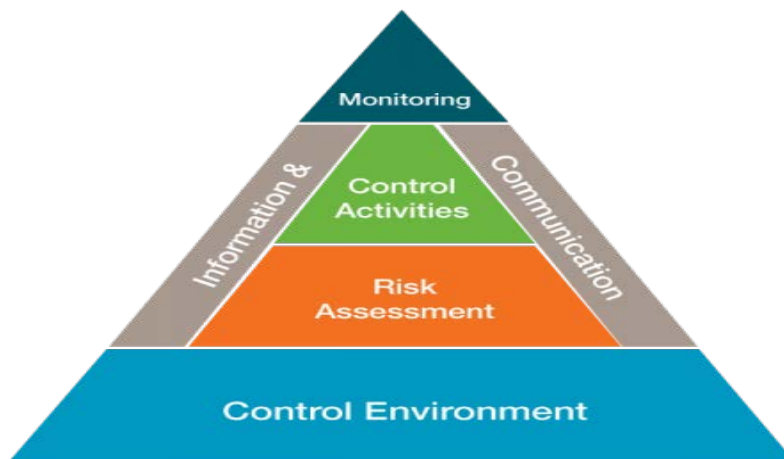 Monitoring
Information &
Control
Activities
Communication
Risk
Assessment
Control Environment